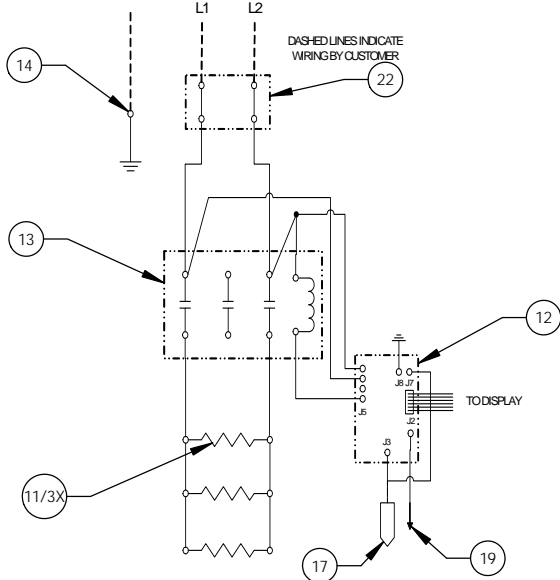 L1 L2
DASHED LINES INDICATE
WIRING BY CUSTOMER
14
22
13
12
J8 J7
TO DISPLAY
J5
J2
J3
11/3X
17
19